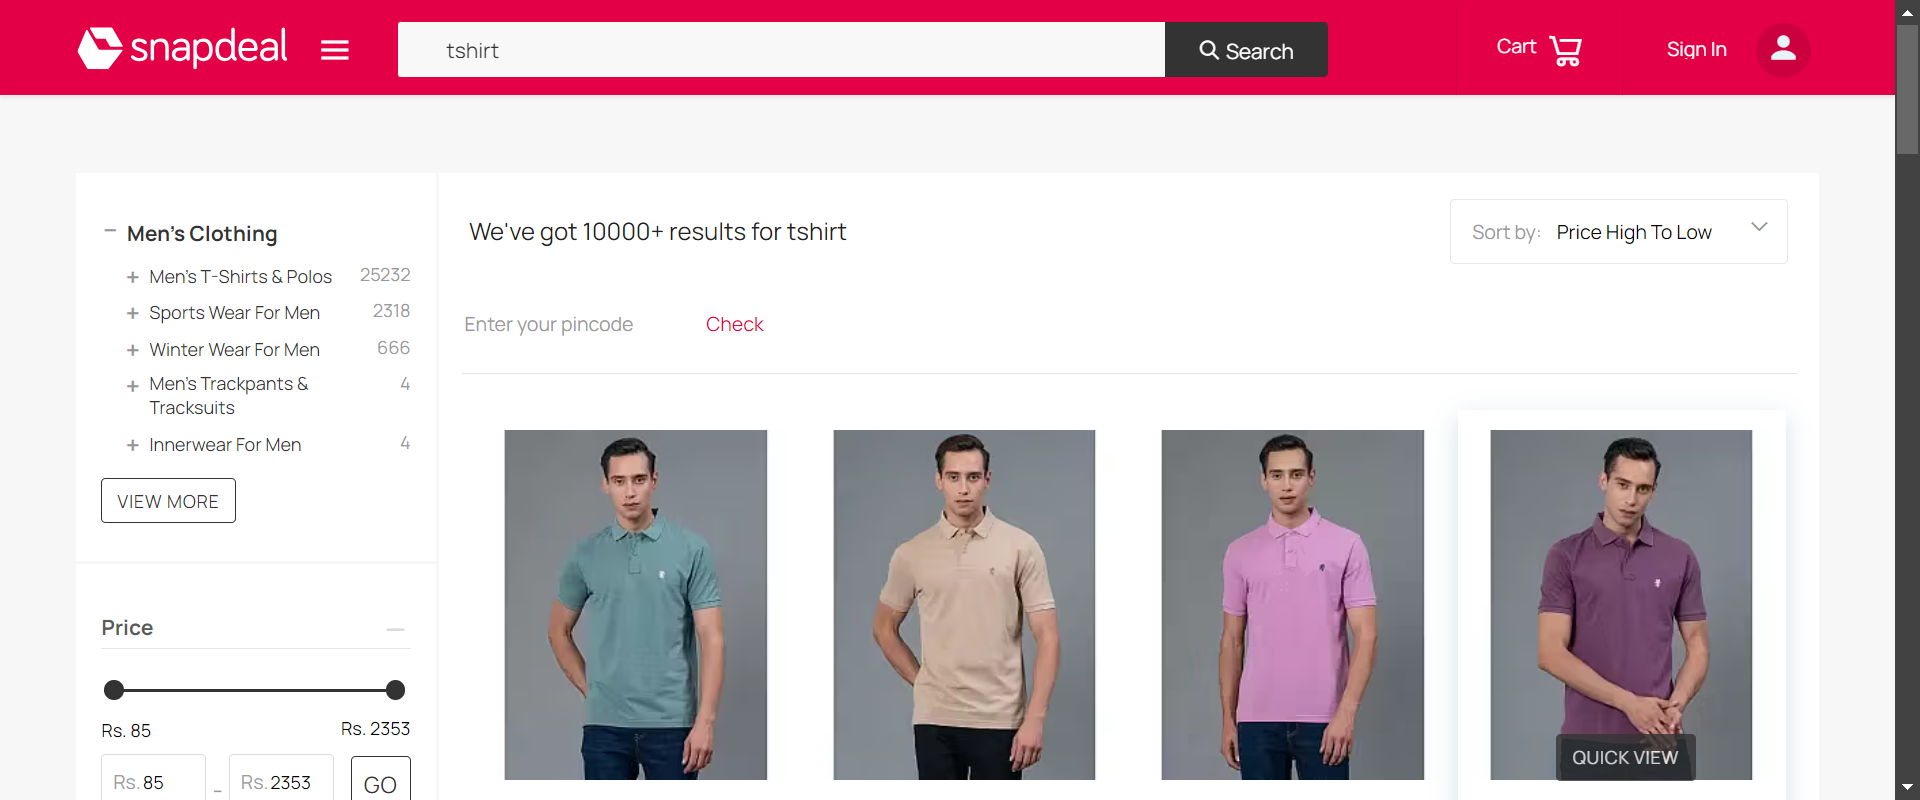 snapdeal
tshirt
Search
Cart
Sign In
Men's Clothing
Men's T-Shirts & Polos 25232
Sports Wear For Men 2318
Winter Wear For Men 666
Men's Trackpants & 4
Tracksuits
Innerwear For Men 4
VIEW MORE
Price
Rs. 85 Rs. 2353
Rs. 85 - Rs. 2353 GO
We've got 10000+ results for tshirt
Sort by: Price High To Low
Enter your pincode Check
QUICK VIEW